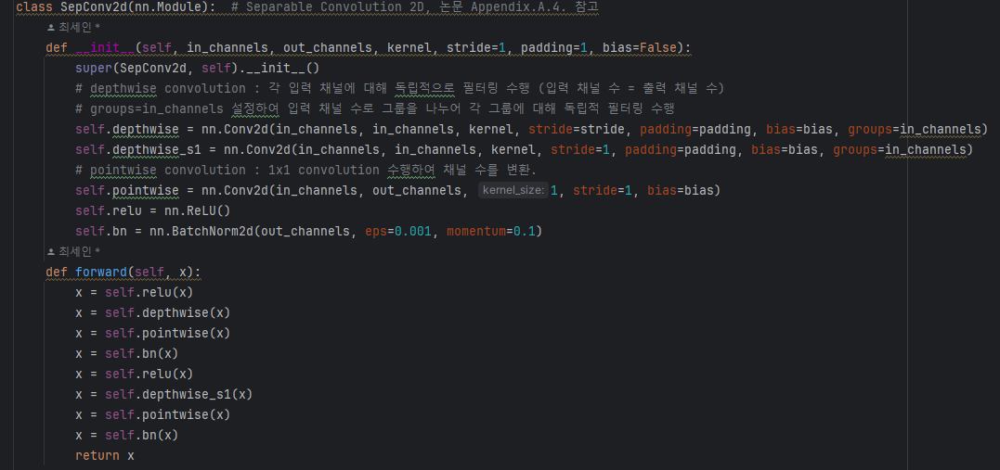 class SepConv2d(nn.Module):  # Separable Convolution 2D, 논문 Appendix.A.4. 참고
최세인 *
def __init__(self, in_channels, out_channels, kernel, stride=1, padding=1, bias=False):
super(SepConv2d, self).__init__()
# depthwise convolution : 각 입력 채널에 대해 독립적으로 필터링 수행 (입력 채널 수 = 출력 채널 수)
# groups=in_channels 설정하여 입력 채널 수로 그룹을 나누어 각 그룹에 대해 독립적 필터링 수행
self.depthwise = nn.Conv2d(in_channels, in_channels, kernel, stride=stride, padding=padding, bias=bias, groups=in_channels)
self.depthwise_s1 = nn.Conv2d(in_channels, in_channels, kernel, stride=1, padding=padding, bias=bias, groups=in_channels)
# pointwise convolution : 1x1 convolution 수행하여 채널 수를 변환.
self.pointwise = nn.Conv2d(in_channels, out_channels, kernel_size: 1, stride=1, bias=bias)
self.relu = nn.ReLU()
self.bn = nn.BatchNorm2d(out_channels, eps=0.001, momentum=0.1)
최세인 *
def forward(self, x):
x = self.relu(x)
x = self.depthwise(x)
x = self.pointwise(x)
x = self.bn(x)
x = self.relu(x)
x = self.depthwise_s1(x)
x = self.pointwise(x)
x = self.bn(x)
return x